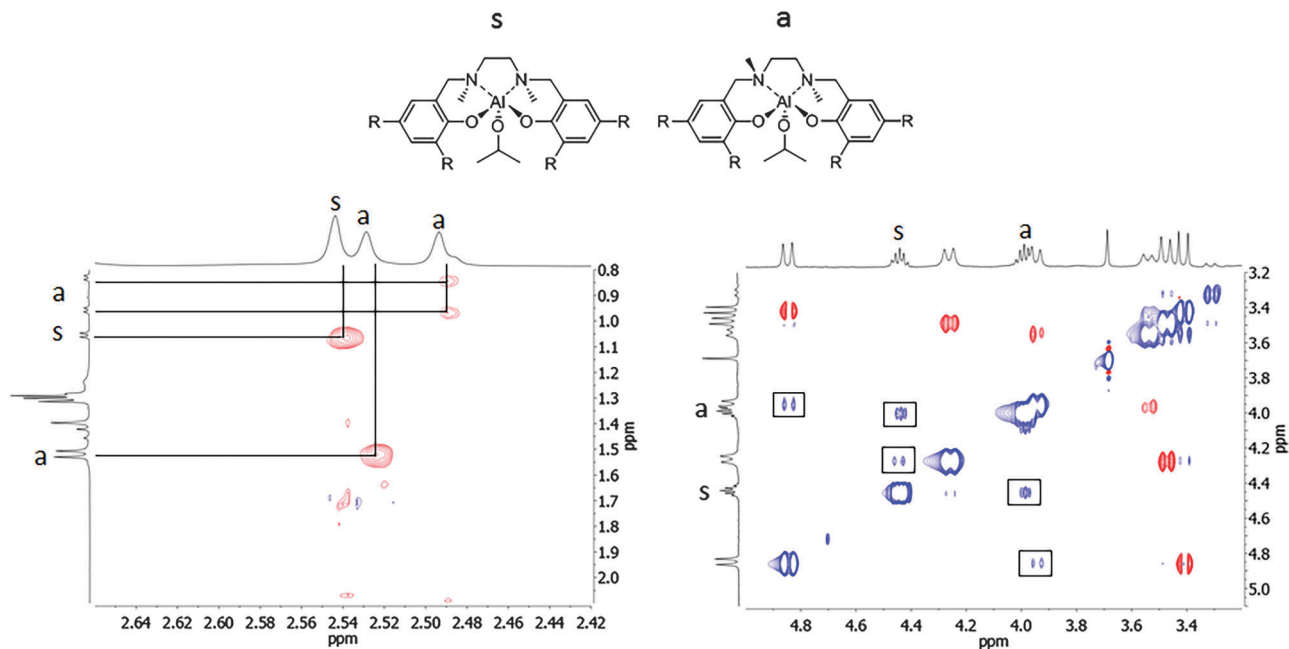 s
a
N
N
Al
O
O
O
R
R
R
R
N
N
Al
O
O
O
R
R
R
R
s
a
a
a
s
a
0.8
0.9
1.0
1.1
1.2
1.3
1.4
1.5
1.6
1.7
1.8
1.9
2.0
ppm
2.64 2.62 2.60 2.58 2.56 2.54 2.52 2.50 2.48 2.46 2.44 2.42
ppm
s
a
a
s
3.2
3.4
3.6
3.8
4.0
4.2
4.4
4.6
4.8
5.0
ppm
4.8 4.6 4.4 4.2 4.0 3.8 3.6 3.4
ppm